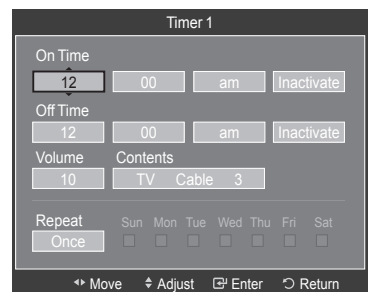 Timer 1
On Time
12 00 am Inactivate
Off Time
12 00 am Inactivate
Volume Contents
10 TV Cable 3
Repeat Sun Mon Tue Wed Thu Fri Sat
Once
Move Adjust Enter Return